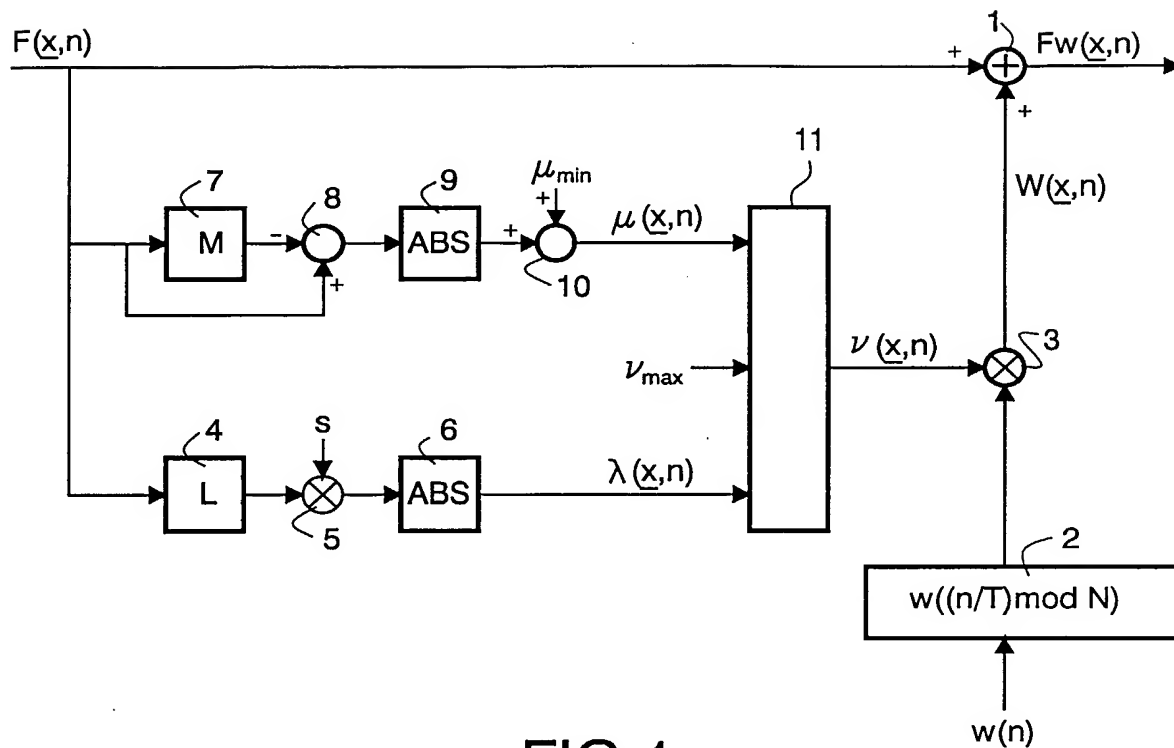 F(x,n)
1
Fw(x,n)
+
+
7
8
9
μmin
11
W(x,n)
M
-
+
ABS
+
+
10
μ(x,n)
νmax
ν(x,n)
3
4
s
6
L
5
ABS
λ(x,n)
2
w((n/T)mod N)
w(n)